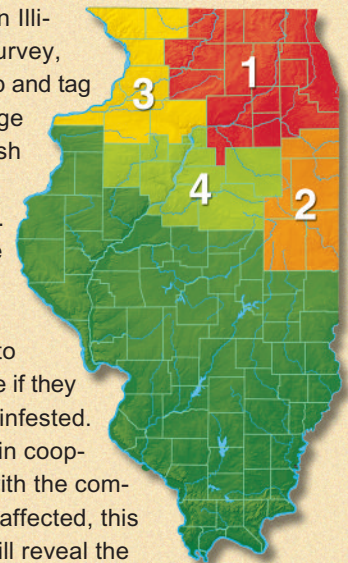 n Illi-
urvey,
and tag
ge
sh
to
if they
infested.
in coop-
ith the com-
affected, this
ill reveal the
1
3
2
4